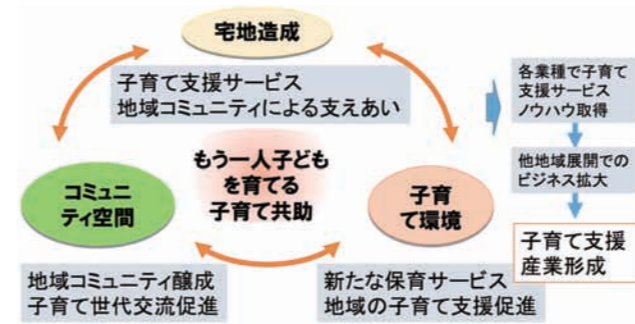 宅地造成
子育て支援サービス
地域コミュニティによる支えあい
各業種で子育て
支援サービス
ノウハウ取得
もう一人子ども
を育てる
子育て共助
他地域展開での
ビジネス拡大
コミュニ
ティ空間
子育
て環境
子育て支援
産業形成
地域コミュニティ醸成
子育て世代交流促進
新たな保育サービス
地域の子育て支援促進